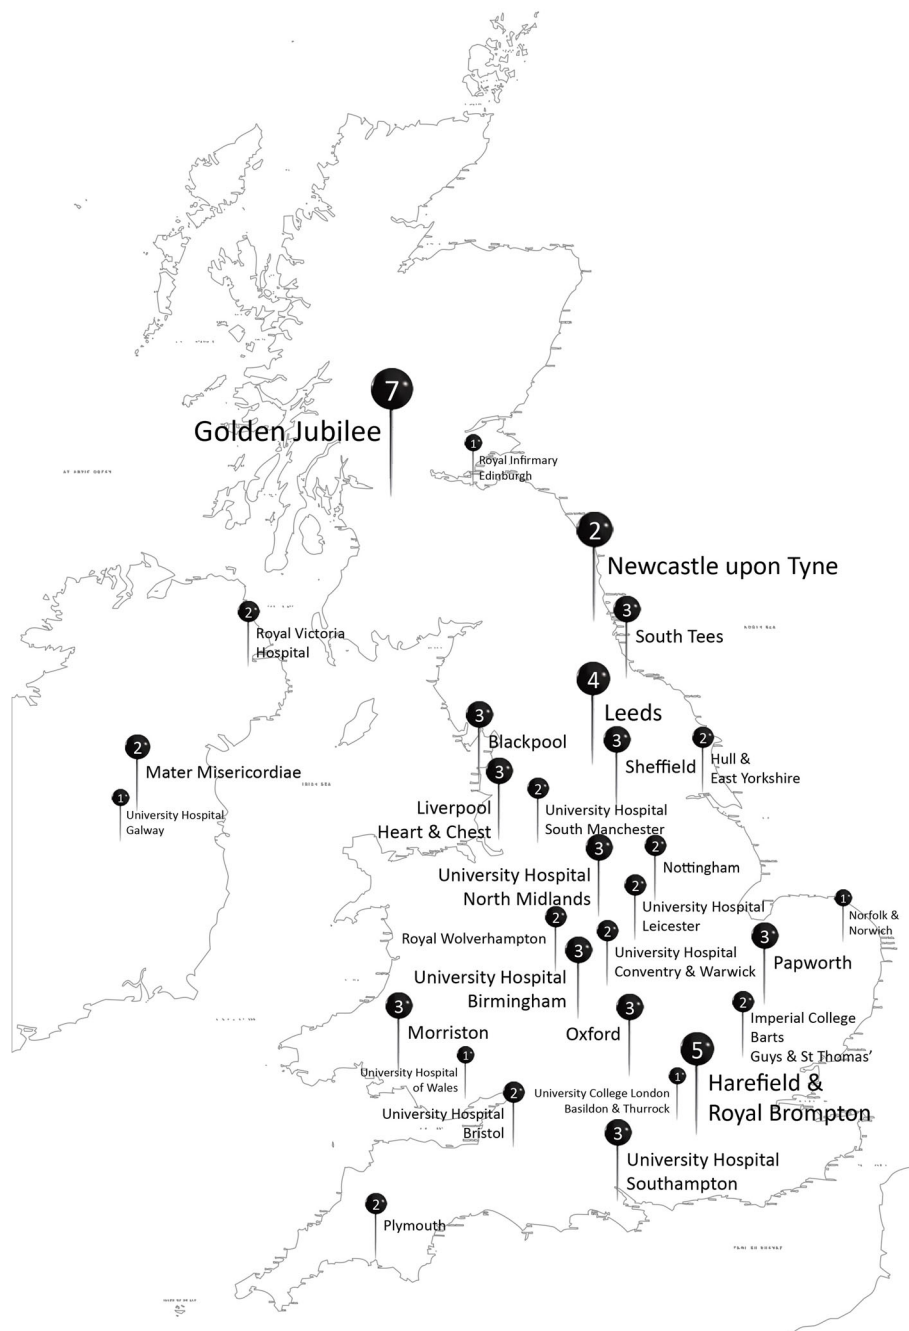 7*
Golden Jubilee
1*
Royal Infirmary
Edinburgh
2*
Newcastle upon Tyne
2*
Royal Victoria
Hospital
3*
South Tees
4*
Leeds
3*
Blackpool
3*
Sheffield
2*
Hull &
East Yorkshire
2*
Mater Misericordiae
1*
University Hospital
Galway
3*
Liverpool
Heart & Chest
2*
University Hospital
South Manchester
3*
University Hospital
North Midlands
2*
Nottingham
2*
University Hospital
Leicester
1*
Norfolk &
Norwich
2*
Royal Wolverhampton
2*
University Hospital
Conventry & Warwick
3*
Papworth
3*
University Hospital
Birmingham
3*
Morriston
3*
Oxford
2*
Imperial College
Barts
Guys & St Thomas’
1*
University Hospital
of Wales
5*
Harefield &
Royal Brompton
1*
University College London
Basildon & Thurrock
2*
University Hospital
Bristol
3*
University Hospital
Southampton
2*
Plymouth